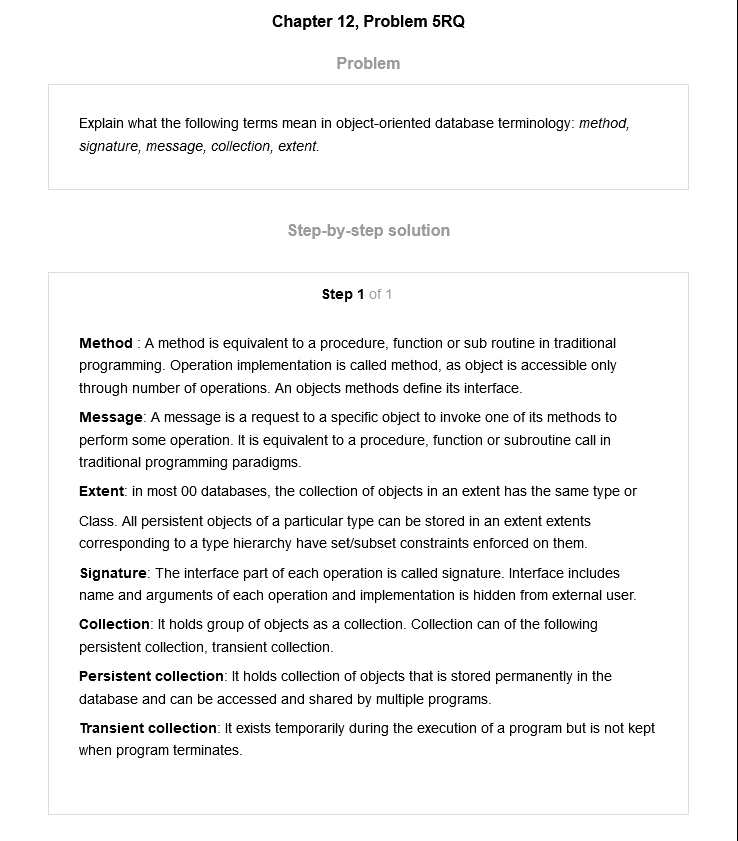 Chapter 12, Problem 5RQ
Problem
Explain what the following terms mean in object-oriented database terminology: method,
signature, message, collection, extent.
Step-by-step solution
Step 1 of 1
Method : A method is equivalent to a procedure, function or sub routine in traditional
programming. Operation implementation is called method, as object is accessible only
through number of operations. An objects methods define its interface.
Message: A message is a request to a specific object to invoke one of its methods to
perform some operation. It is equivalent to a procedure, function or subroutine call in
traditional programming paradigms.
Extent: in most 00 databases, the collection of objects in an extent has the same type or
Class. All persistent objects of a particular type can be stored in an extent extents
corresponding to a type hierarchy have set/subset constraints enforced on them.
Signature: The interface part of each operation is called signature. Interface includes
name and arguments of each operation and implementation is hidden from external user.
Collection: It holds group of objects as a collection. Collection can of the following
persistent collection, transient collection.
Persistent collection: It holds collection of objects that is stored permanently in the
database and can be accessed and shared by multiple programs.
Transient collection: It exists temporarily during the execution of a program but is not kept
when program terminates.